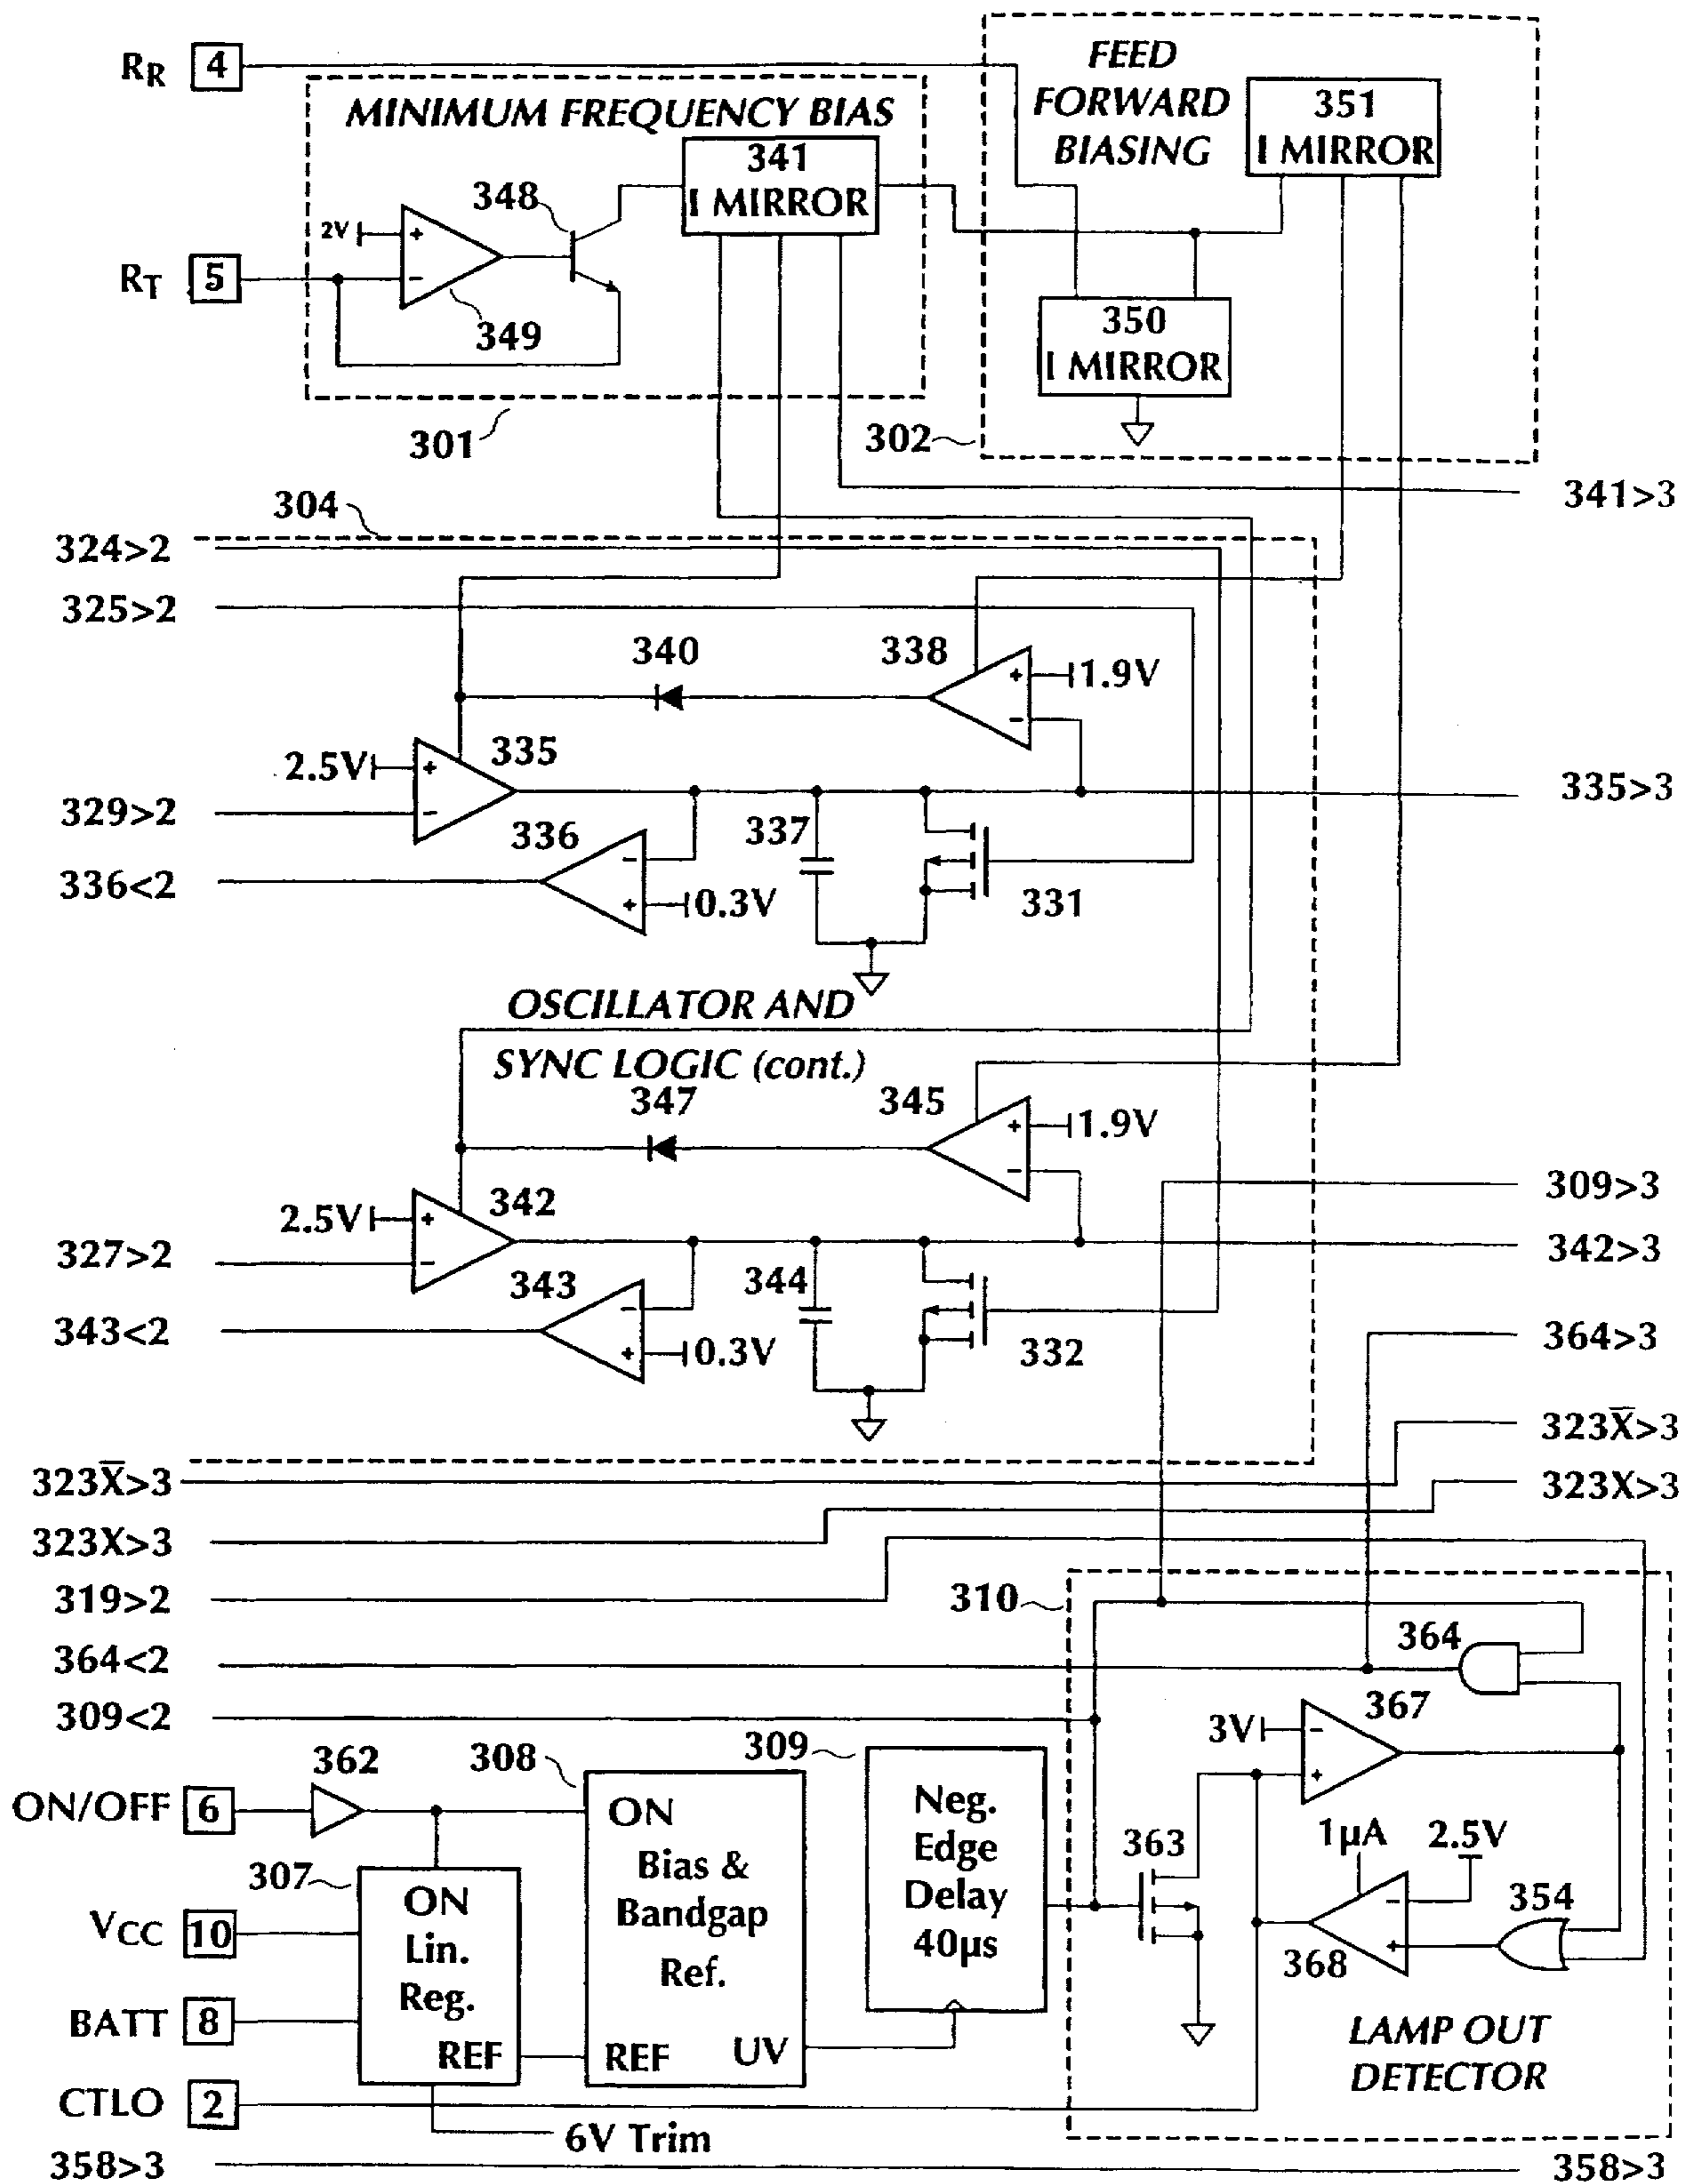 RR 4
FEED
FORWARD
BIASING
351
I MIRROR
MINIMUM FREQUENCY BIAS
341
I MIRROR
348
2V
+
−
RT 5
349
350
I MIRROR
301
302
341>3
304
324>2
325>2
340
338
+
1.9V
−
2.5V
+
335
−
335>3
329>2
336
−
337
336<2
+
0.3V
331
OSCILLATOR AND
SYNC LOGIC (cont.)
347
345
+
1.9V
−
309>3
2.5V
+
342
−
342>3
327>2
343
−
344
343<2
+
0.3V
332
364>3
323X̅>3
323X̅>3
323X>3
323X>3
319>2
310
364<2
364
309<2
367
3V
−
+
362
308
309
ON/OFF 6
ON
Bias &
Bandgap
Ref.
REF
UV
Neg.
Edge
Delay
40µs
363
1µA
2.5V
−
+
354
368
307
ON
Lin.
Reg.
REF
VCC 10
BATT 8
LAMP OUT
DETECTOR
CTLO 2
6V Trim
358>3
358>3